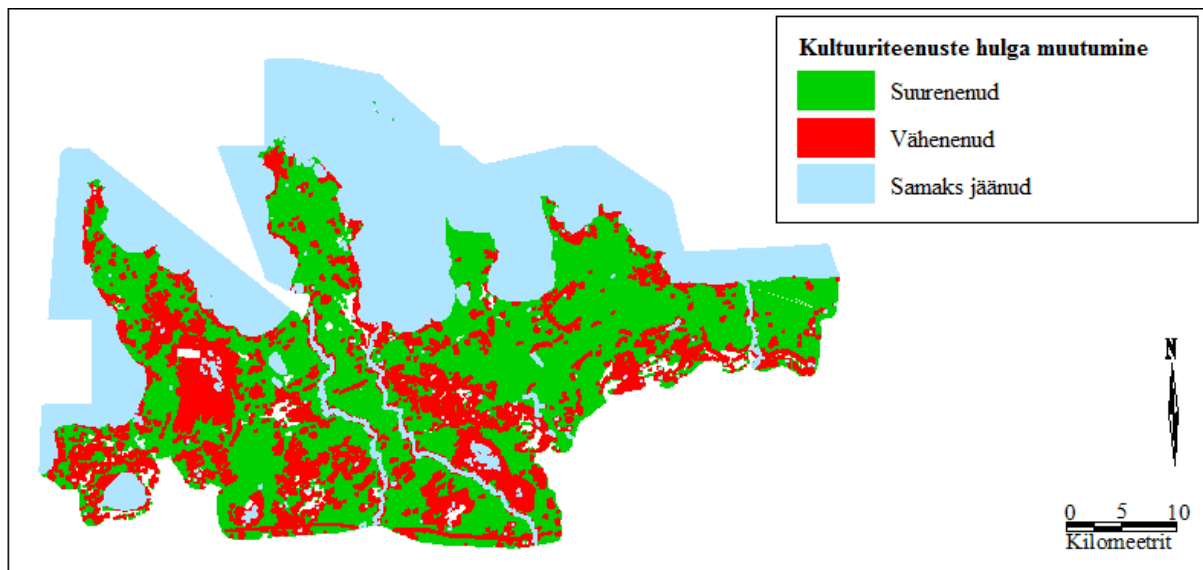 Kultuuriteenuste hulga muutumine
Suurenenud
Vähenenud
Samaks jäänud
N
0 5 10
Kilomeetrit